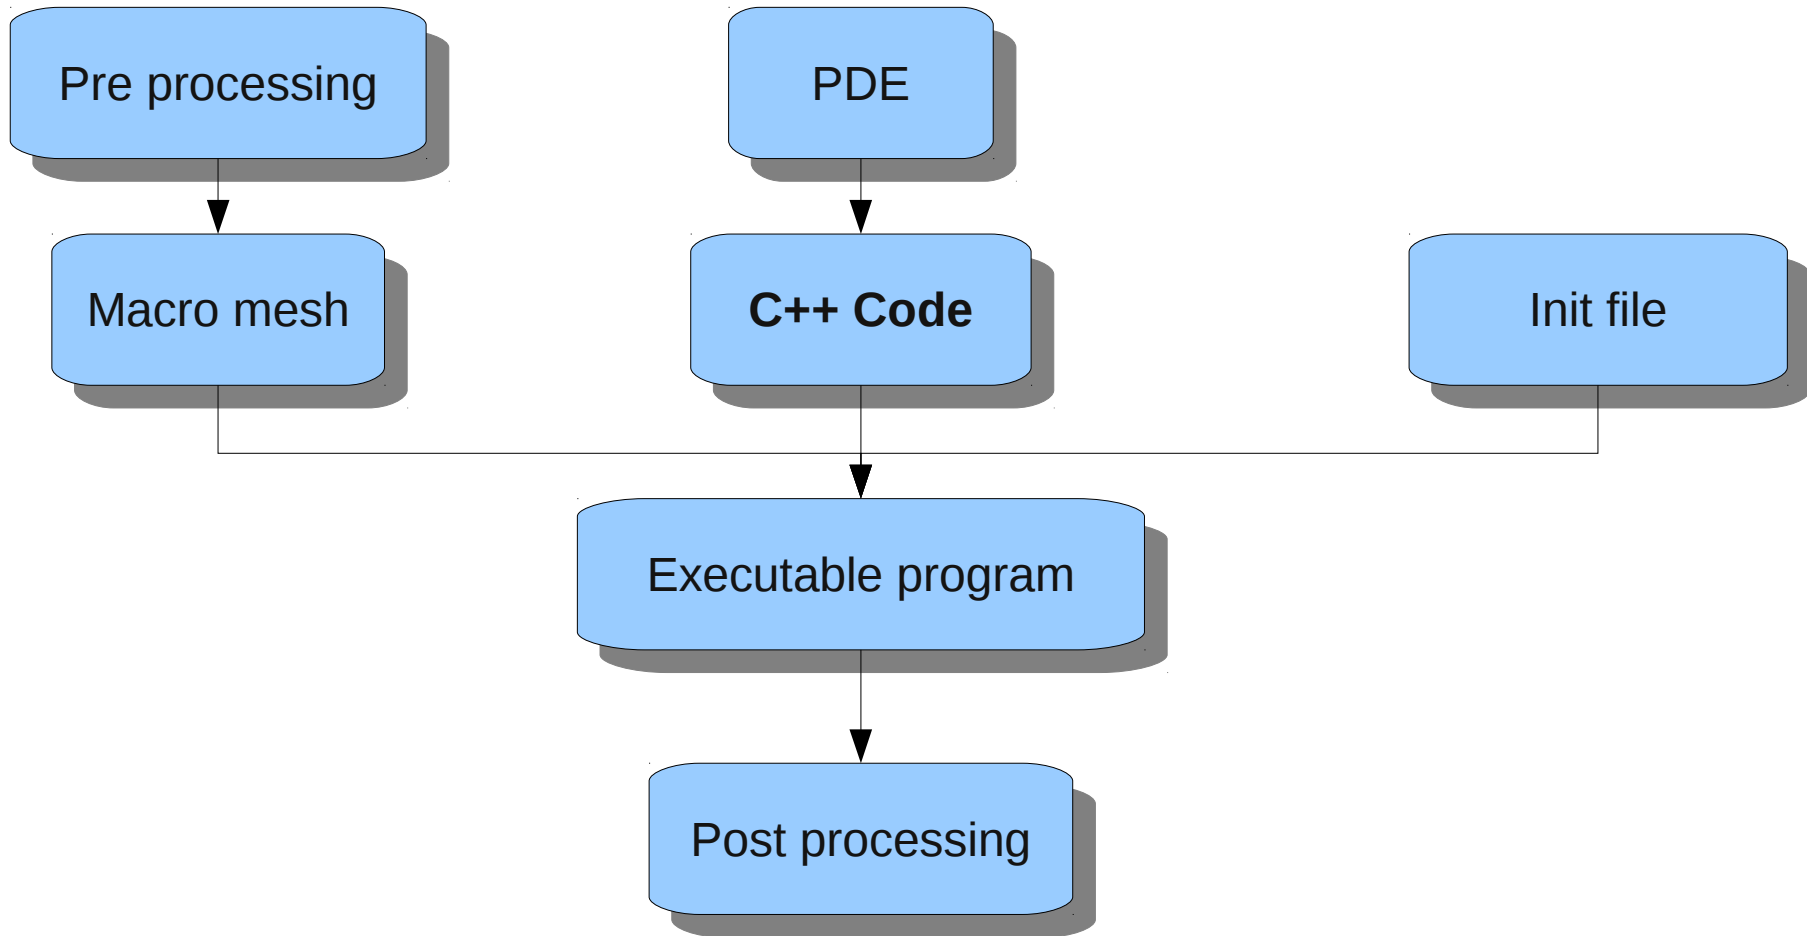 Pre processing
PDE
Macro mesh
C++ Code
Init file
Executable program
Post processing